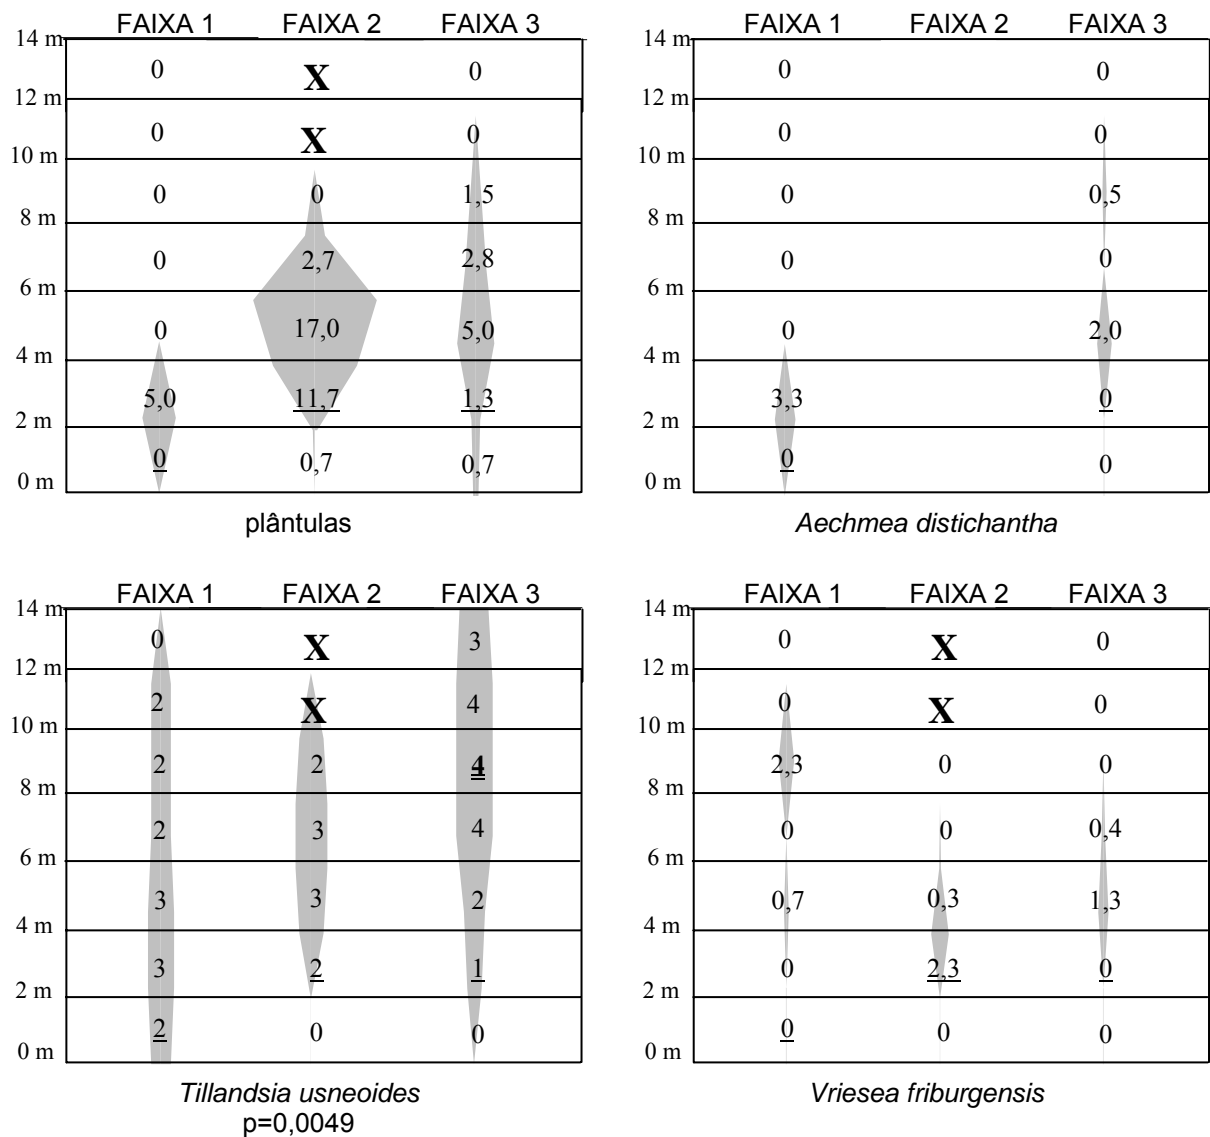 FAIXA 1 FAIXA 2 FAIXA 3
14 m
0 X 0
12 m
0 X 0
10 m
0 0 1,5
8 m
0 2,7 2,8
6 m
0 17,0 5,0
4 m
5,0 11,7 1,3
2 m
0 0,7 0,7
0 m
plântulas
FAIXA 1 FAIXA 2 FAIXA 3
14 m
0 0
12 m
0 0
10 m
0 0,5
8 m
0 0
6 m
0 2,0
4 m
3,3 0
2 m
0 0
0 m
Aechmea distichantha
FAIXA 1 FAIXA 2 FAIXA 3
14 m
0 X 3
12 m
2 X 4
10 m
2 2 4
8 m
2 3 4
6 m
3 3 2
4 m
3 2 1
2 m
2 0 0
0 m
Tillandsia usneoides
p=0,0049
FAIXA 1 FAIXA 2 FAIXA 3
14 m
0 X 0
12 m
0 X 0
10 m
2,3 0 0
8 m
0 0 0,4
6 m
0,7 0,3 1,3
4 m
0 2,3 0
2 m
0 0 0
0 m
Vriesea friburgensis